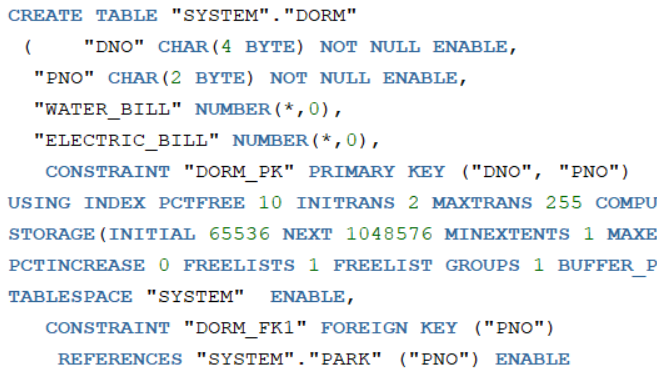 CREATE TABLE "SYSTEM"."DORM"
( "DNO" CHAR(4 BYTE) NOT NULL ENABLE,
"PNO" CHAR(2 BYTE) NOT NULL ENABLE,
"WATER_BILL" NUMBER(*,0),
"ELECTRIC_BILL" NUMBER(*,0),
CONSTRAINT "DORM_PK" PRIMARY KEY ("DNO", "PNO")
USING INDEX PCTFREE 10 INITRANS 2 MAXTRANS 255 COMPU
STORAGE(INITIAL 65536 NEXT 1048576 MINEXTENTS 1 MAXE
PCTINCREASE 0 FREELISTS 1 FREELIST GROUPS 1 BUFFER_P
TABLESPACE "SYSTEM" ENABLE,
CONSTRAINT "DORM_FK1" FOREIGN KEY ("PNO")
REFERENCES "SYSTEM"."PARK" ("PNO") ENABLE